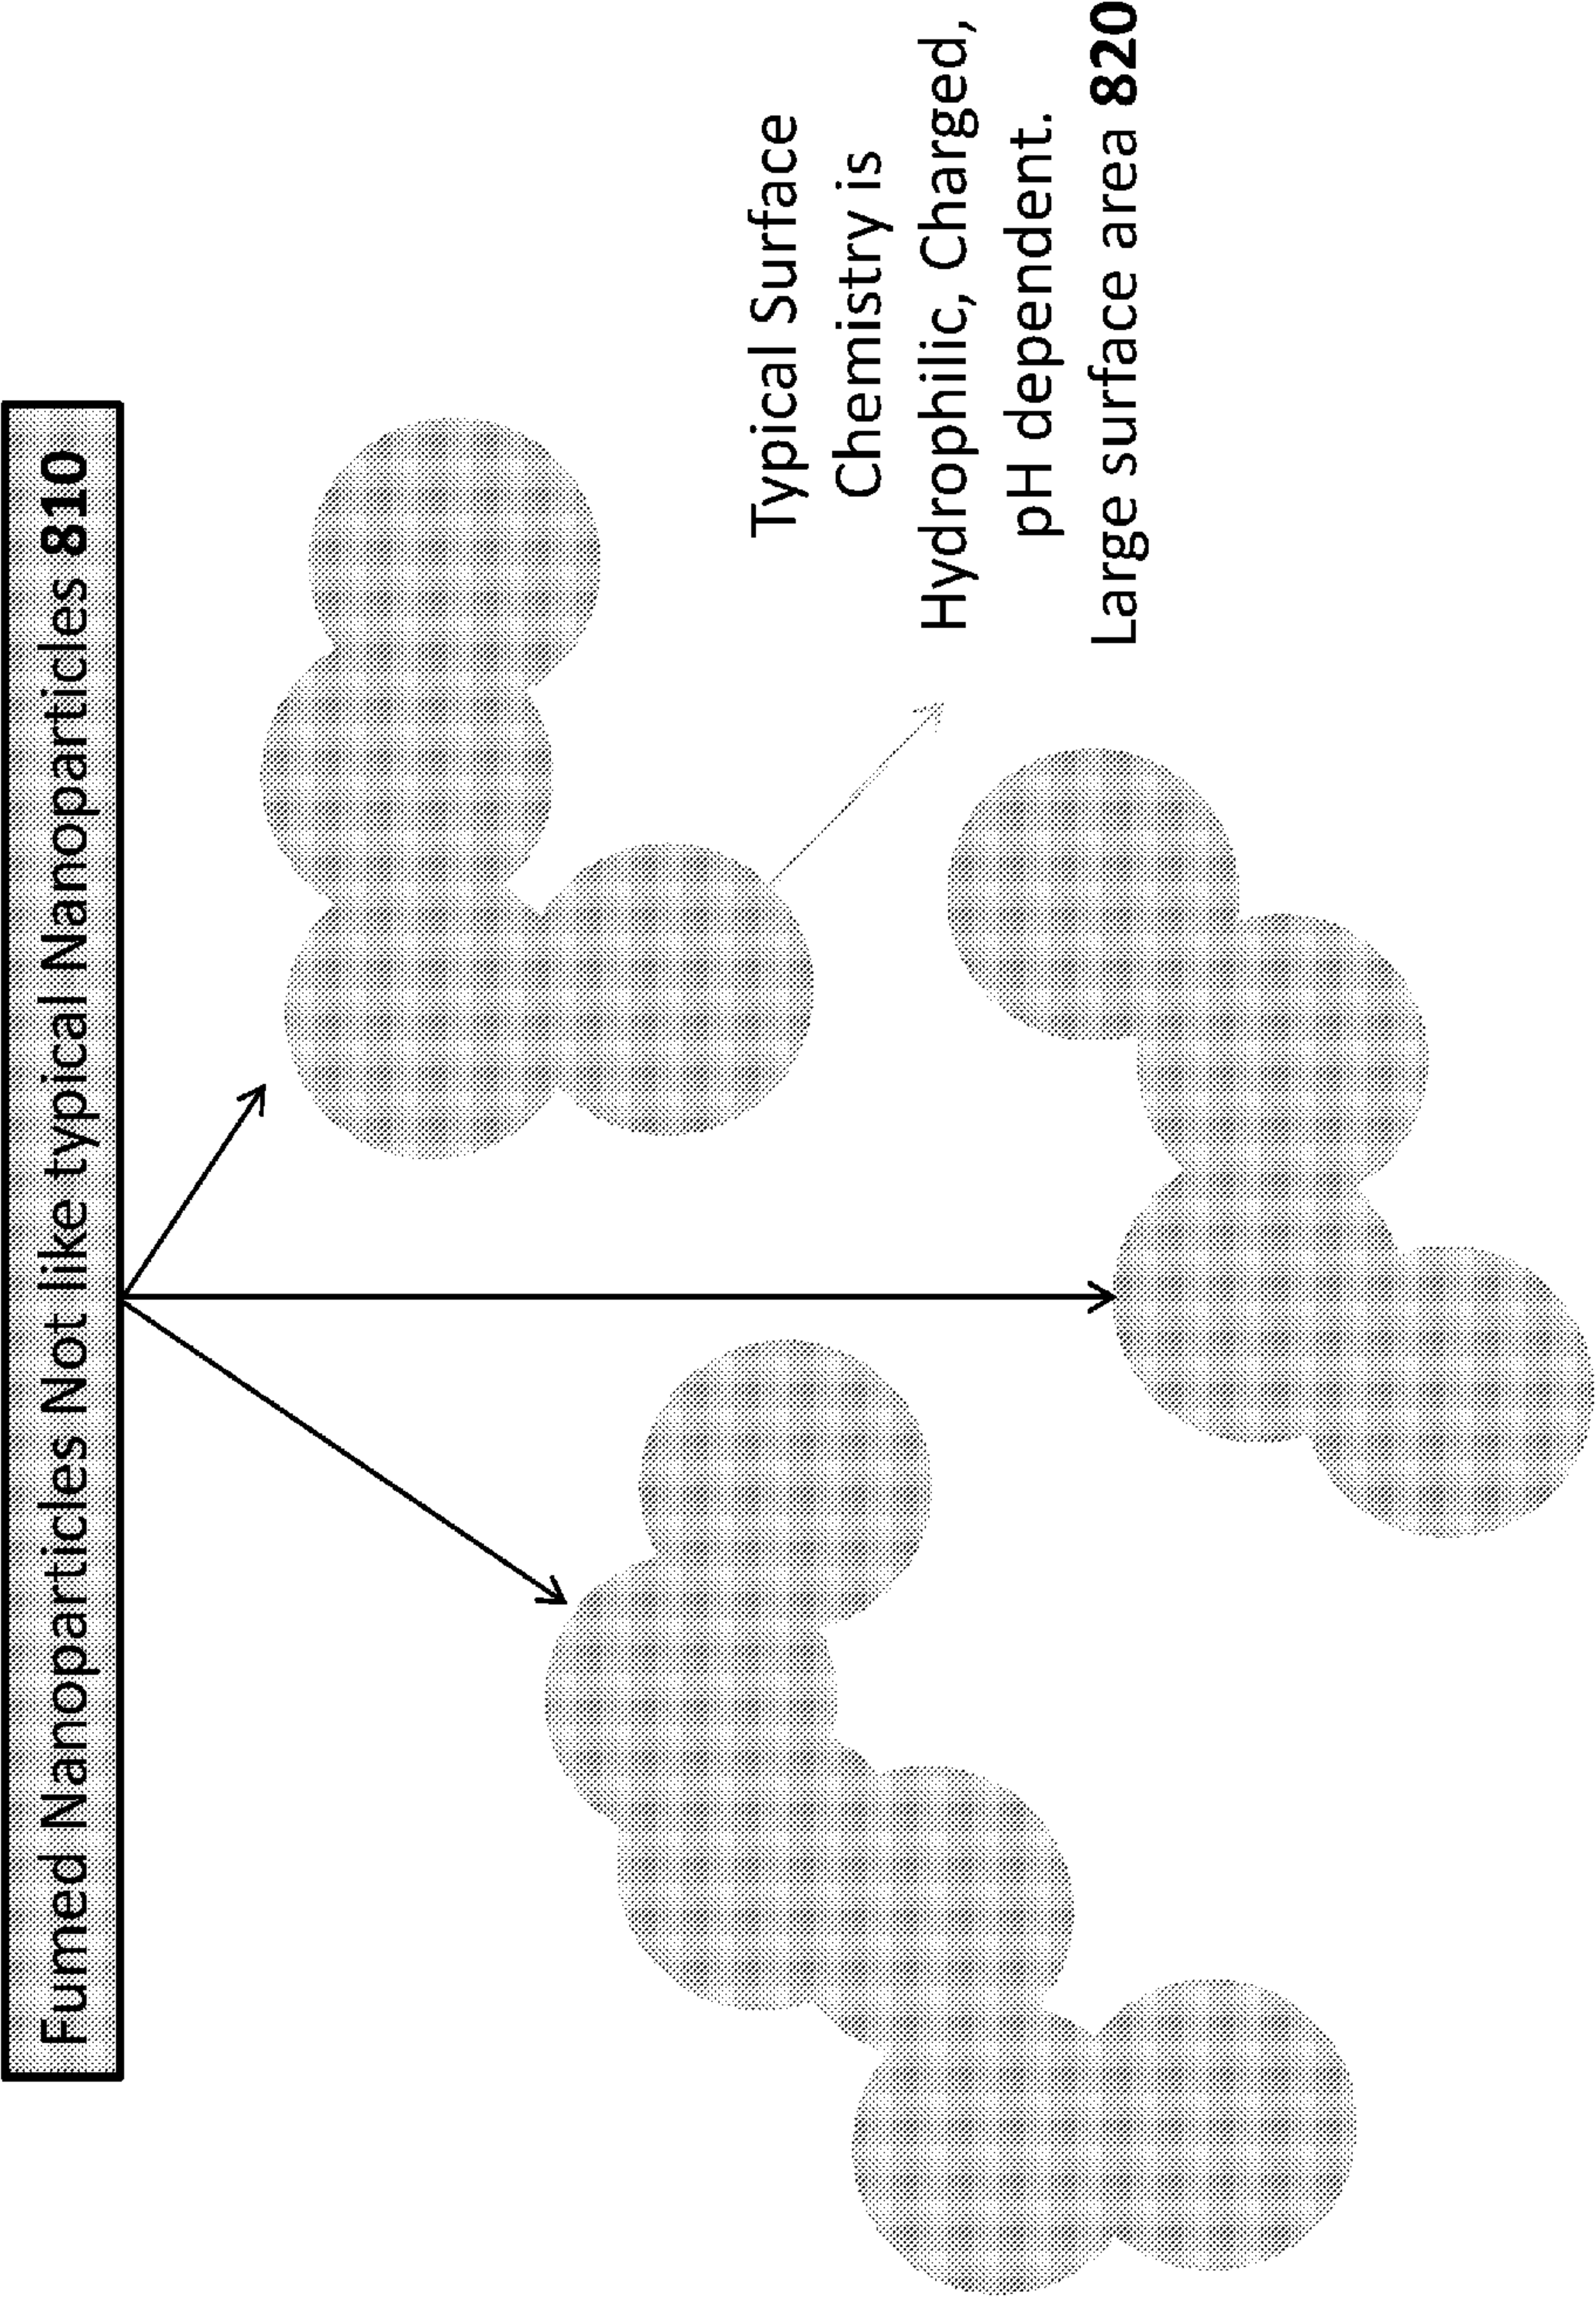 Fumed Nanoparticles Not like typical Nanoparticles 810
Typical Surface
Chemistry is
Hydrophilic, Charged,
pH dependent.
Large surface area 820